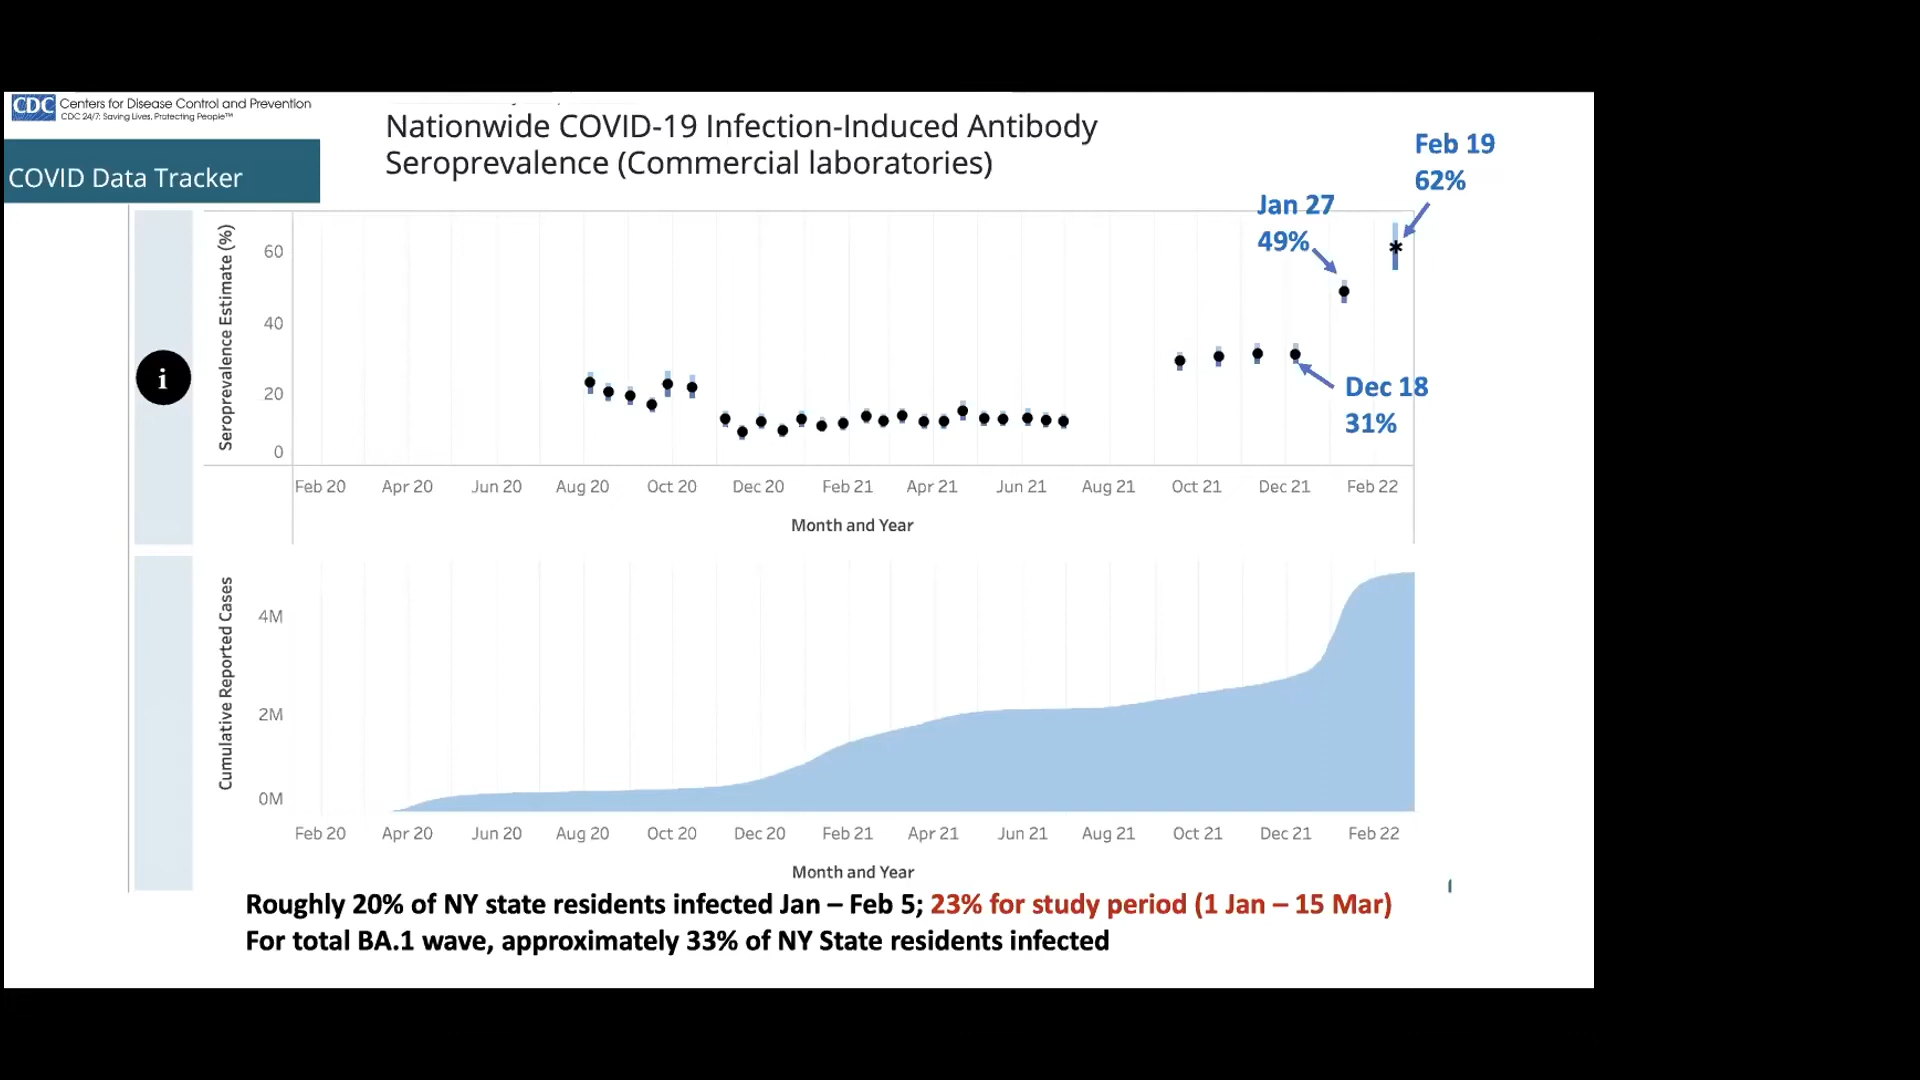 CDC
Centers for Disease Control and Prevention
CDC 24/7: Saving Lives. Protecting People™
COVID Data Tracker
Nationwide COVID-19 Infection-Induced Antibody
Seroprevalence (Commercial laboratories)
Feb 19
62%
Jan 27
49%
Dec 18
31%
i
Seroprevalence Estimate (%)
60
40
20
0
Feb 20 Apr 20 Jun 20 Aug 20 Oct 20 Dec 20 Feb 21 Apr 21 Jun 21 Aug 21 Oct 21 Dec 21 Feb 22
Month and Year
Cumulative Reported Cases
4M
2M
0M
Feb 20 Apr 20 Jun 20 Aug 20 Oct 20 Dec 20 Feb 21 Apr 21 Jun 21 Aug 21 Oct 21 Dec 21 Feb 22
Month and Year
Roughly 20% of NY state residents infected Jan – Feb 5; 23% for study period (1 Jan – 15 Mar)
For total BA.1 wave, approximately 33% of NY State residents infected